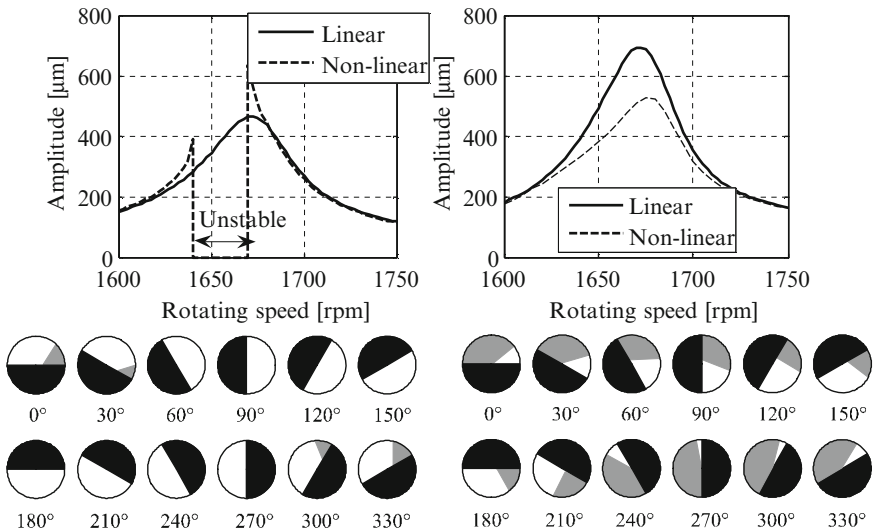 800
600
400
200
0
Amplitude [µm]
Linear
Non-linear
Unstable
1600 1650 1700 1750
Rotating speed [rpm]
800
600
400
200
0
Amplitude [µm]
Linear
Non-linear
1600 1650 1700 1750
Rotating speed [rpm]
0° 30° 60° 90° 120° 150°
180° 210° 240° 270° 300° 330°
0° 30° 60° 90° 120° 150°
180° 210° 240° 270° 300° 330°